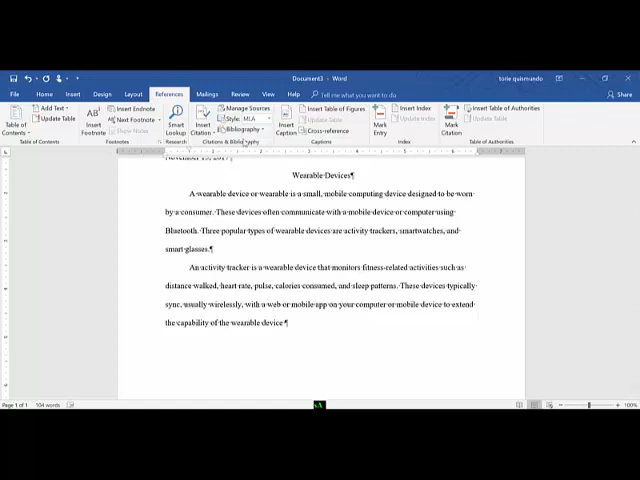 Document3 - Word
torie quismundo
File Home Insert Design Layout References Mailings Review View Tell me what you want to do
Table of Contents
Add Text
Update Table
Table of Contents
AB¹ Insert Footnote
Insert Endnote
Next Footnote
Show Notes
Footnotes
Smart Lookup
Research
Insert Citation
Manage Sources
Style: MLA
Bibliography
Citations & Bibliography
Insert Caption
Insert Table of Figures
Update Table
Cross-reference
Captions
Mark Entry
Insert Index
Update Index
Index
Mark Citation
Insert Table of Authorities
Update Table
Table of Authorities
Wearable·Devices¶
A·wearable·device·or·wearable·is·a·small,·mobile·computing·device·designed·to·be·worn·
by·a·consumer.·These·devices·often·communicate·with·a·mobile·device·or·computer·using·
Bluetooth.·Three·popular·types·of·wearable·devices·are·activity·trackers,·smartwatches,·and·
smart·glasses.¶
An·activity·tracker·is·a·wearable·device·that·monitors·fitness-related·activities·such·as·
distance·walked,·heart·rate,·pulse,·calories·consumed,·and·sleep·patterns.·These·devices·typically·
sync,·usually·wirelessly,·with·a·web·or·mobile·app·on·your·computer·or·mobile·device·to·extend·
the·capability·of·the·wearable·device·¶
Page 1 of 1 104 words
100%